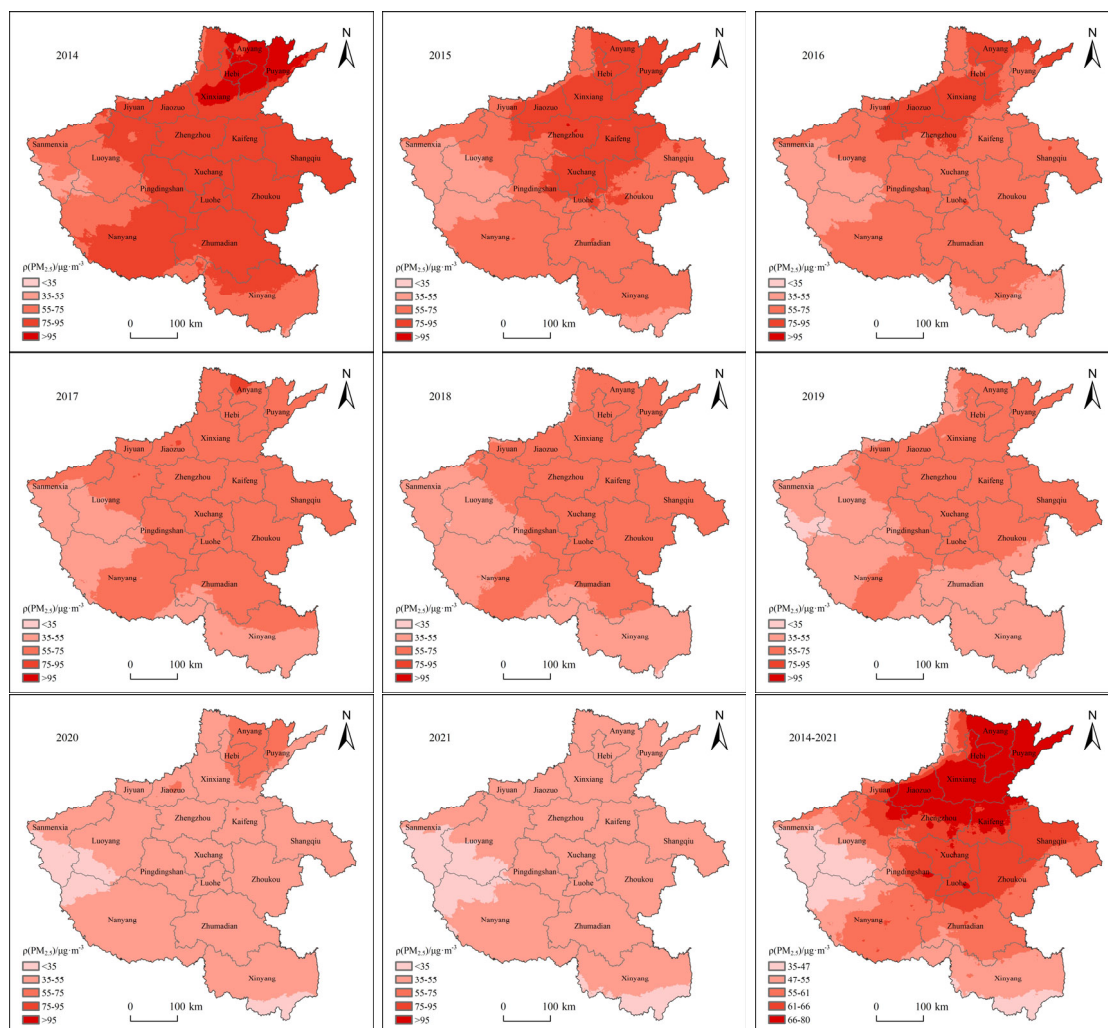 2014
N
Anyang
Hebi
Puyang
Xinxiang
Jiyuan
Jiaozuo
Sanmenxia
Zhengzhou
Kaifeng
Luoyang
Shangqiu
Xuchang
Pingdingshan
Luohe
Zhoukou
Nanyang
Zhumadian
Xinyang
ρ(PM2.5)/μg·m-3
<35
35-55
55-75
75-95
>95
0 100 km
2015
N
Anyang
Hebi
Puyang
Xinxiang
Jiyuan
Jiaozuo
Sanmenxia
Zhengzhou
Kaifeng
Luoyang
Shangqiu
Xuchang
Pingdingshan
Luohe
Zhoukou
Nanyang
Zhumadian
Xinyang
ρ(PM2.5)/μg·m-3
<35
35-55
55-75
75-95
>95
0 100 km
2016
N
Anyang
Hebi
Puyang
Xinxiang
Jiyuan
Jiaozuo
Sanmenxia
Zhengzhou
Kaifeng
Luoyang
Shangqiu
Xuchang
Pingdingshan
Luohe
Zhoukou
Nanyang
Zhumadian
Xinyang
ρ(PM2.5)/μg·m-3
<35
35-55
55-75
75-95
>95
0 100 km
2017
N
Anyang
Hebi
Puyang
Xinxiang
Jiyuan
Jiaozuo
Sanmenxia
Zhengzhou
Kaifeng
Luoyang
Shangqiu
Xuchang
Pingdingshan
Luohe
Zhoukou
Nanyang
Zhumadian
Xinyang
ρ(PM2.5)/μg·m-3
<35
35-55
55-75
75-95
>95
0 100 km
2018
N
Anyang
Hebi
Puyang
Xinxiang
Jiyuan
Jiaozuo
Sanmenxia
Zhengzhou
Kaifeng
Luoyang
Shangqiu
Xuchang
Pingdingshan
Luohe
Zhoukou
Nanyang
Zhumadian
Xinyang
ρ(PM2.5)/μg·m-3
<35
35-55
55-75
75-95
>95
0 100 km
2019
N
Anyang
Hebi
Puyang
Xinxiang
Jiyuan
Jiaozuo
Sanmenxia
Zhengzhou
Kaifeng
Luoyang
Shangqiu
Xuchang
Pingdingshan
Luohe
Zhoukou
Nanyang
Zhumadian
Xinyang
ρ(PM2.5)/μg·m-3
<35
35-55
55-75
75-95
>95
0 100 km
2020
N
Anyang
Hebi
Puyang
Xinxiang
Jiyuan
Jiaozuo
Sanmenxia
Zhengzhou
Kaifeng
Luoyang
Shangqiu
Xuchang
Pingdingshan
Luohe
Zhoukou
Nanyang
Zhumadian
Xinyang
ρ(PM2.5)/μg·m-3
<35
35-55
55-75
75-95
>95
0 100 km
2021
N
Anyang
Hebi
Puyang
Xinxiang
Jiyuan
Jiaozuo
Sanmenxia
Zhengzhou
Kaifeng
Luoyang
Shangqiu
Xuchang
Pingdingshan
Luohe
Zhoukou
Nanyang
Zhumadian
Xinyang
ρ(PM2.5)/μg·m-3
<35
35-55
55-75
75-95
>95
0 100 km
2014-2021
N
Anyang
Hebi
Puyang
Xinxiang
Jiyuan
Jiaozuo
Sanmenxia
Zhengzhou
Kaifeng
Luoyang
Shangqiu
Xuchang
Pingdingshan
Luohe
Zhoukou
Nanyang
Zhumadian
Xinyang
ρ(PM2.5)/μg·m-3
35-47
47-55
55-61
61-66
66-80
0 100 km